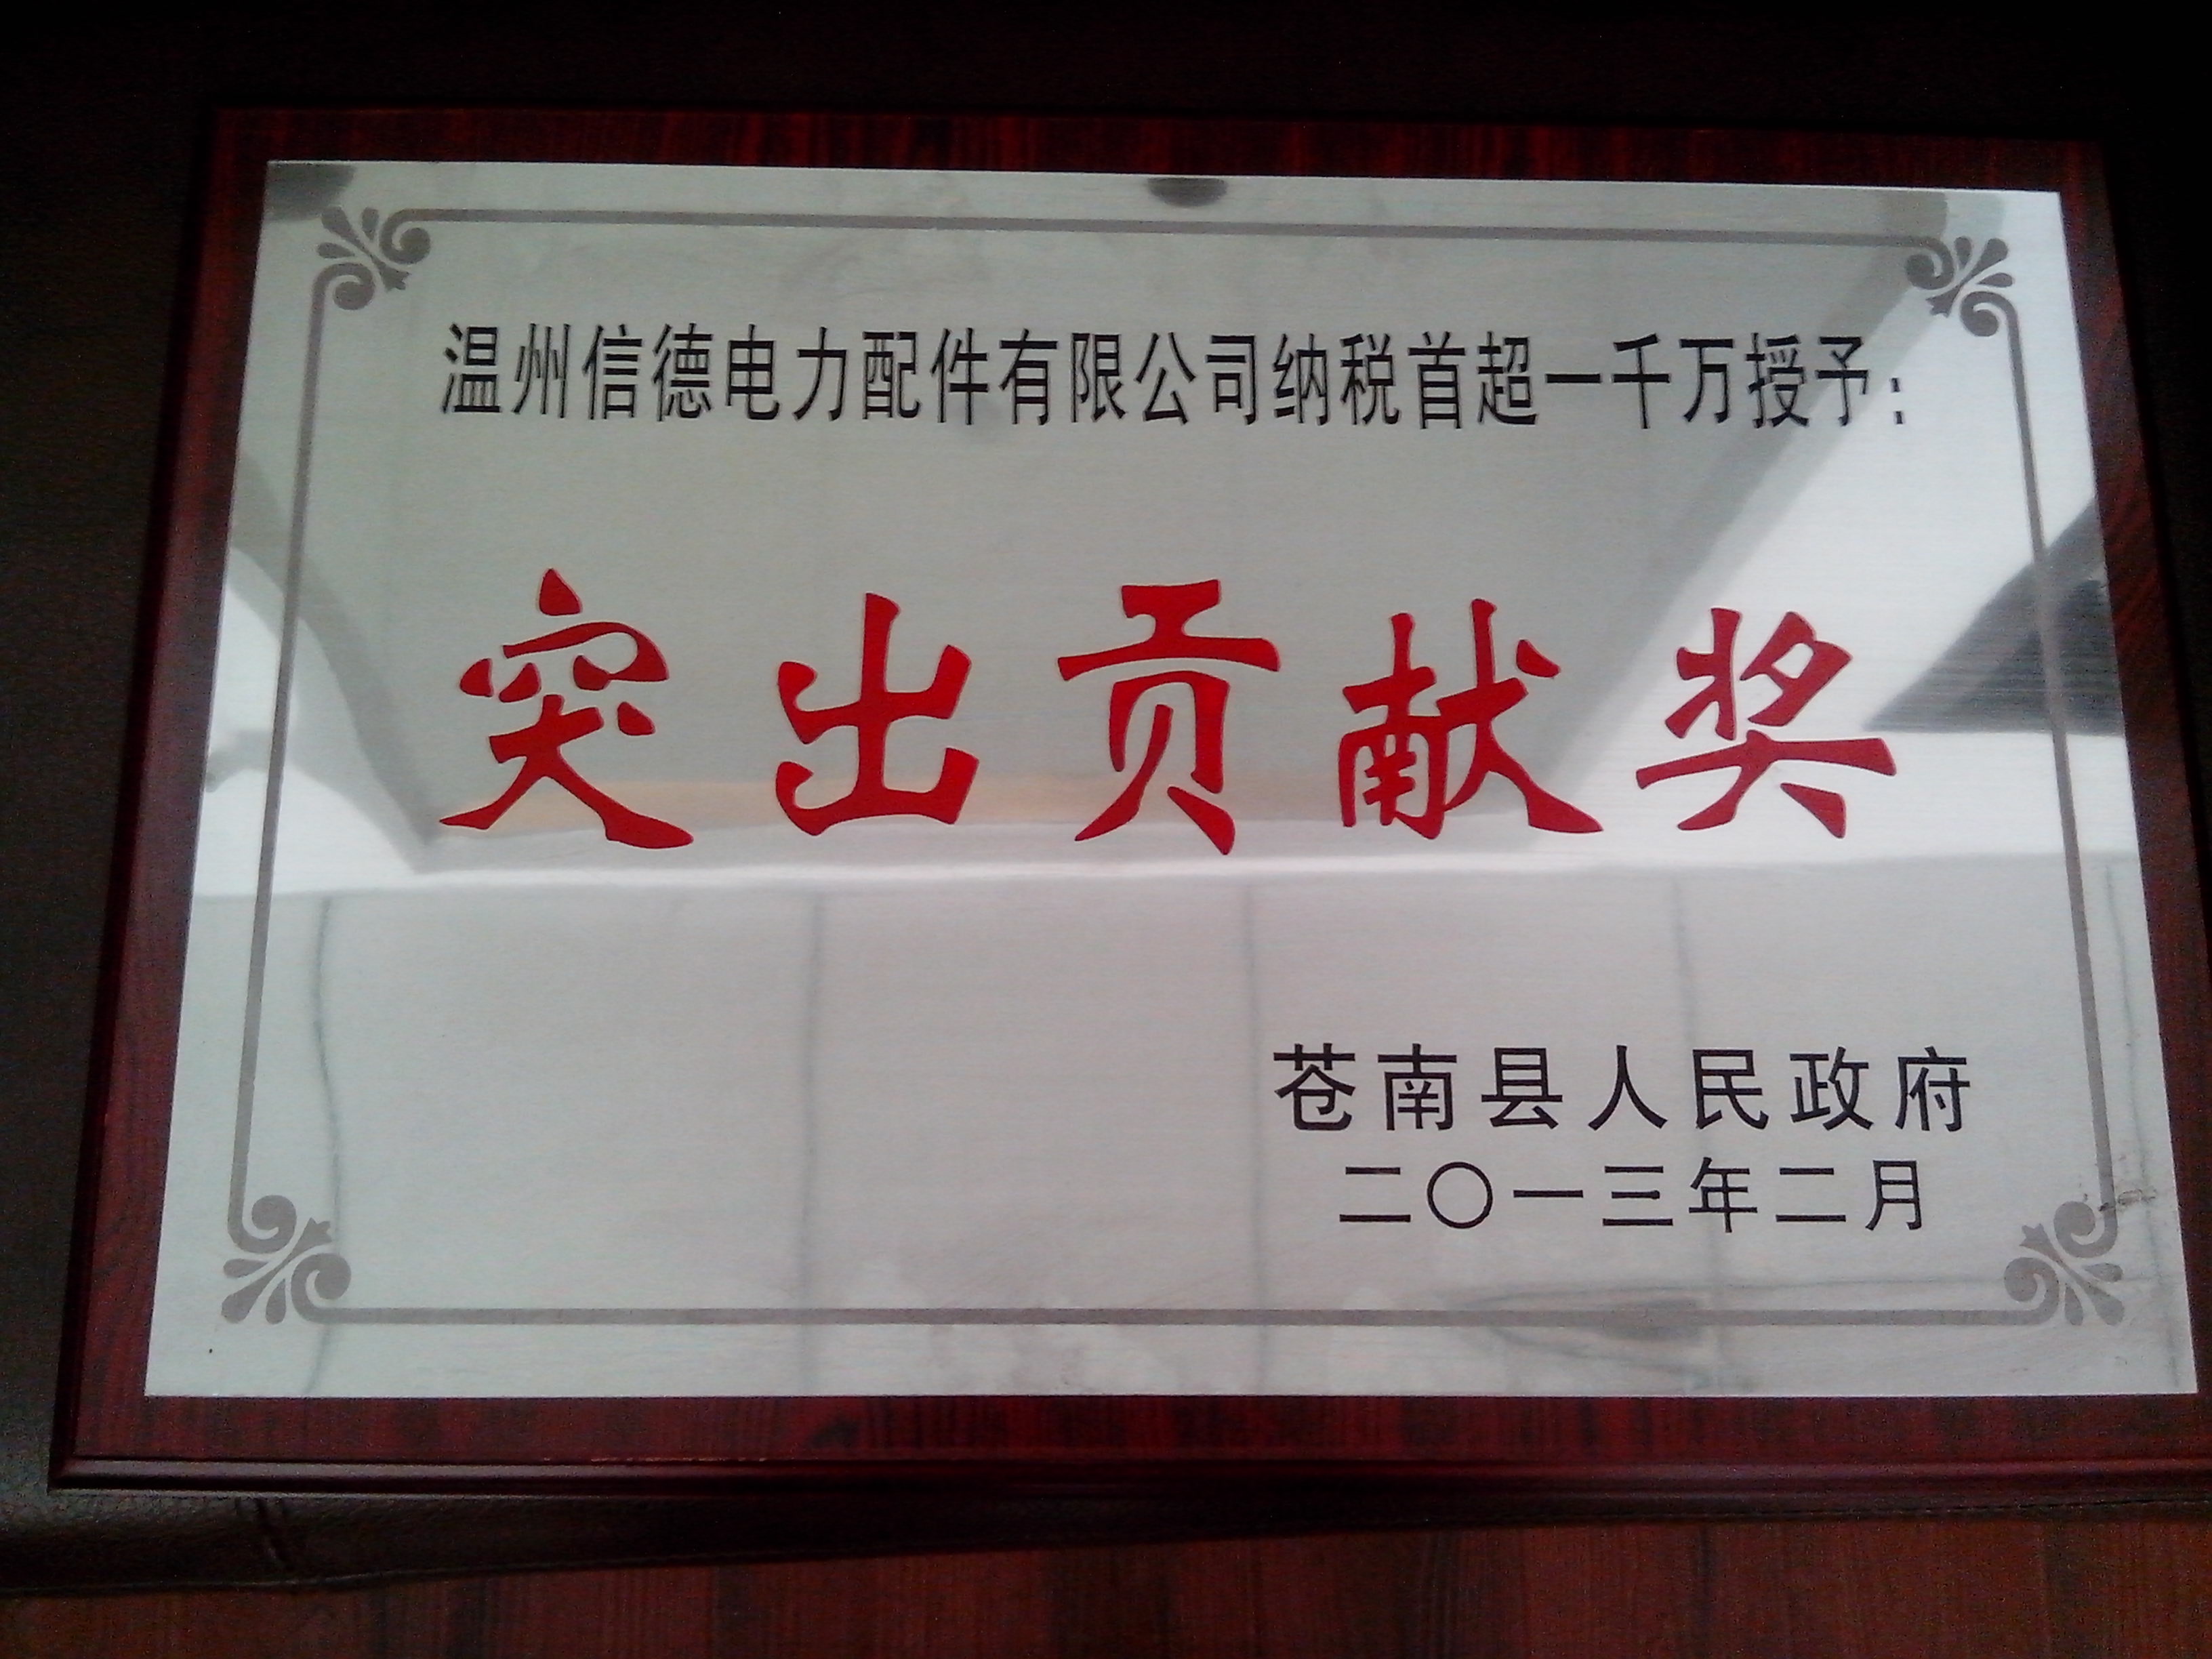 温州信德电力配件有限公司纳税首超一千万授予：
突出贡献奖
苍南县人民政府
二〇一三年二月